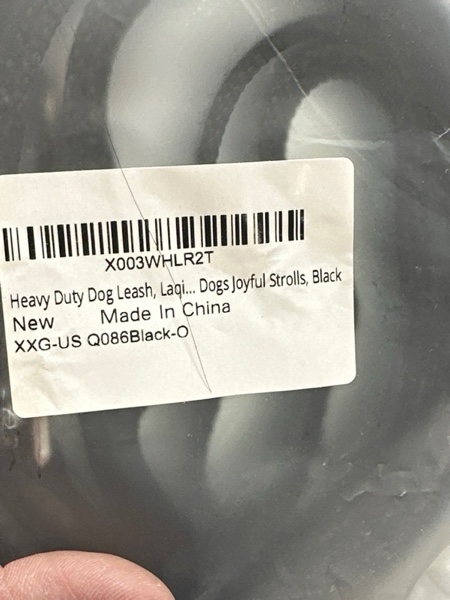 X003WHLR2T
Heavy Duty Dog Leash, Laqi... Dogs Joyful Strolls, Black
New Made In China
XXG-US Q086Black-O